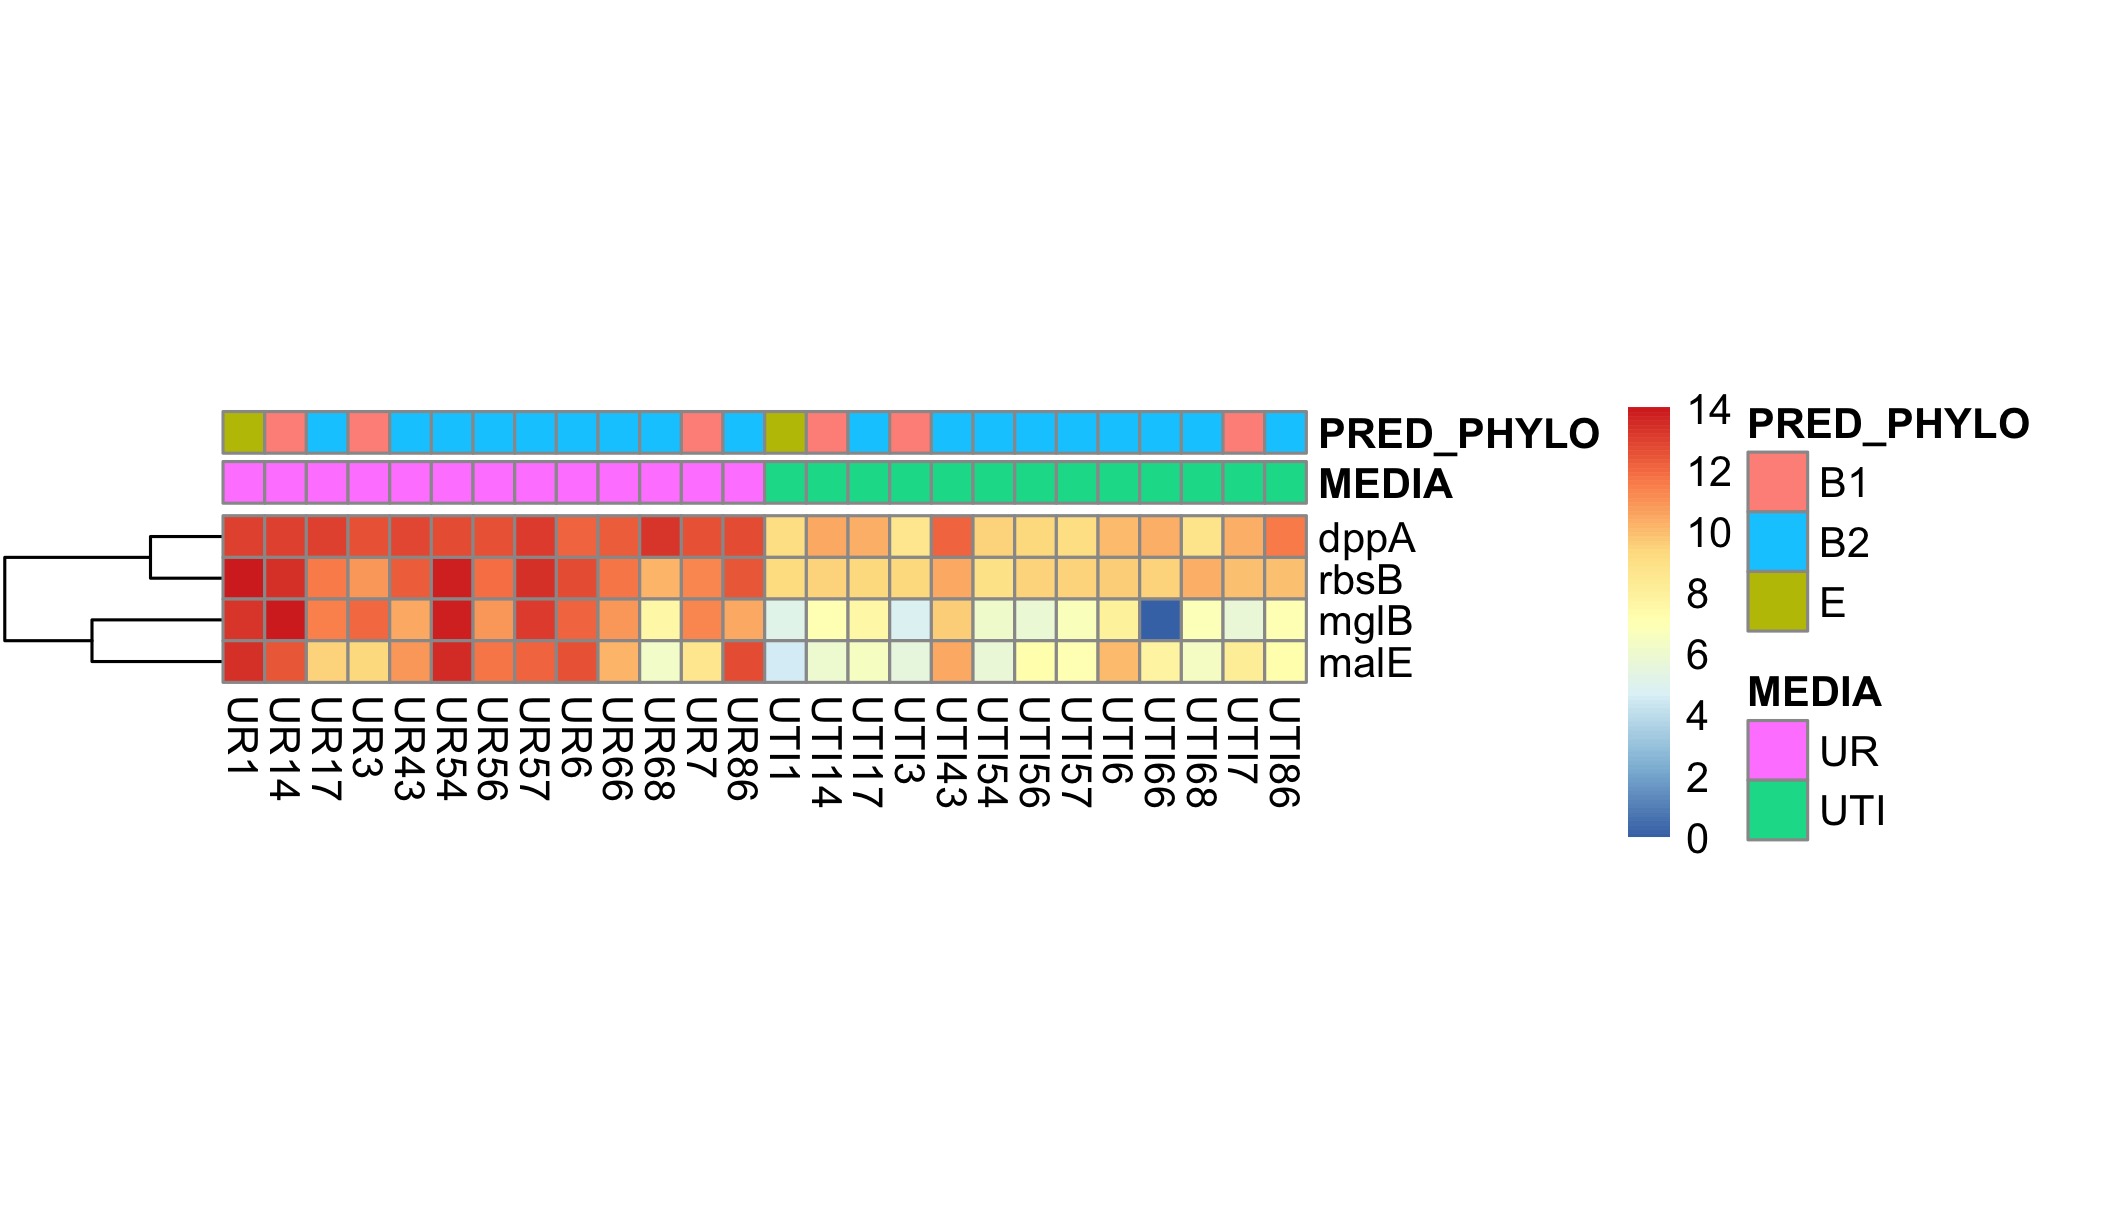 PRED_PHYLO
MEDIA
dppA
rbsB
mglB
malE
UR1
UR14
UR17
UR3
UR43
UR54
UR56
UR57
UR6
UR66
UR68
UR7
UR86
UTI1
UTI14
UTI17
UTI3
UTI43
UTI54
UTI56
UTI57
UTI6
UTI66
UTI68
UTI7
UTI86
14
12
10
8
6
4
2
0
PRED_PHYLO
B1
B2
E
MEDIA
UR
UTI